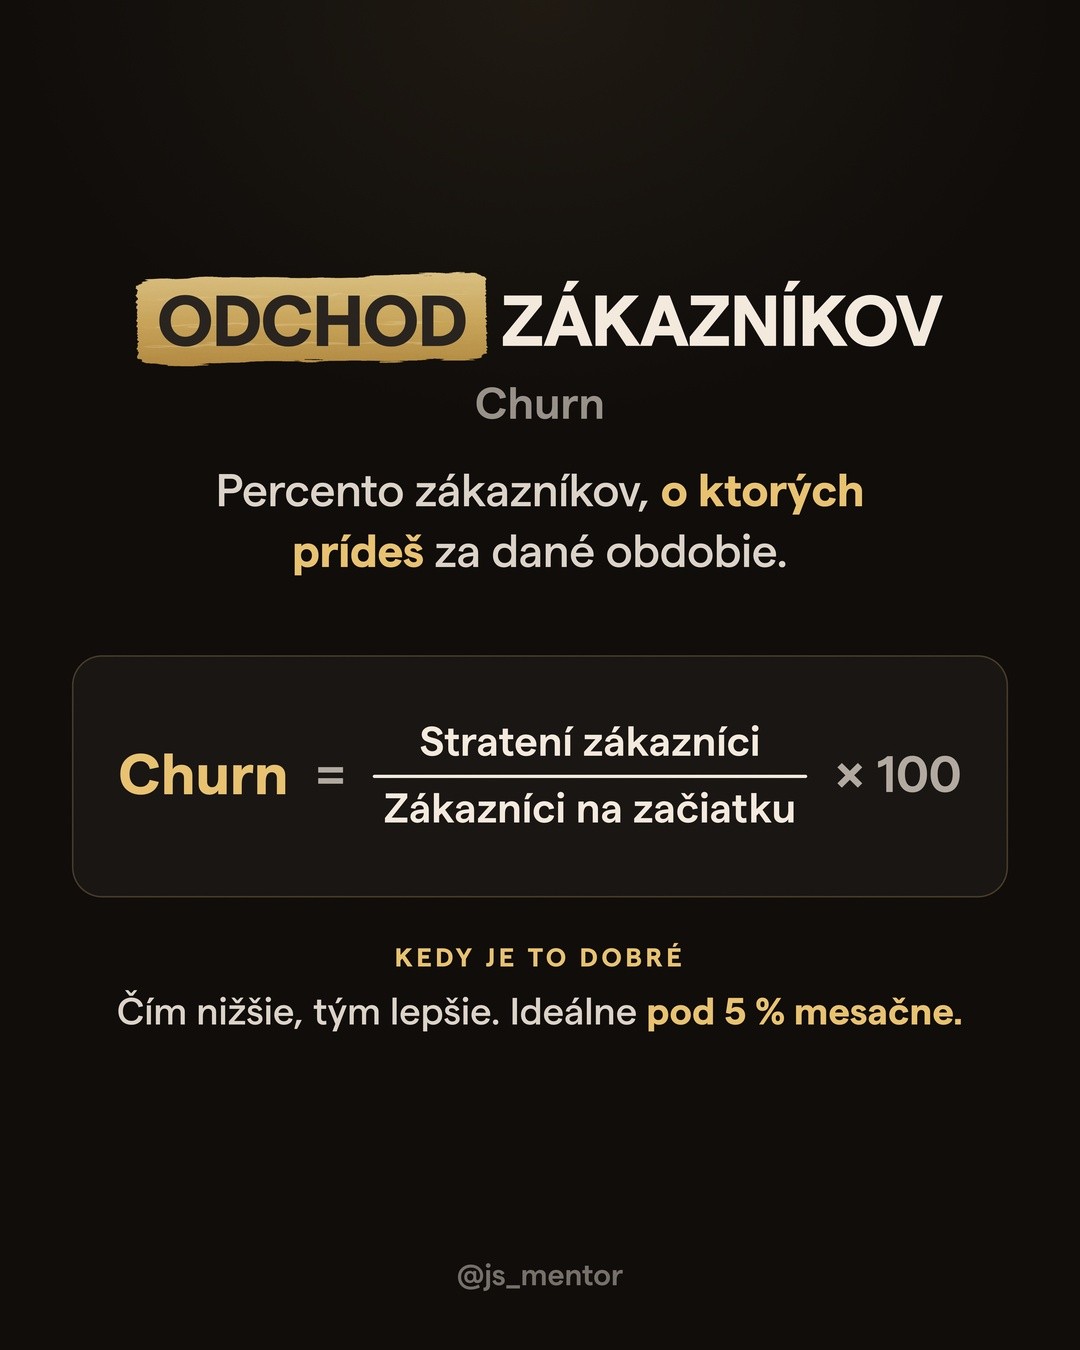 ODCHOD ZÁKAZNÍKOV
Churn
Percento zákazníkov, o ktorých
prídeš za dané obdobie.
Churn = Stratení zákazníci
Zákazníci na začiatku × 100
KEDY JE TO DOBRÉ
Čím nižšie, tým lepšie. Ideálne pod 5 % mesačne.
@js_mentor